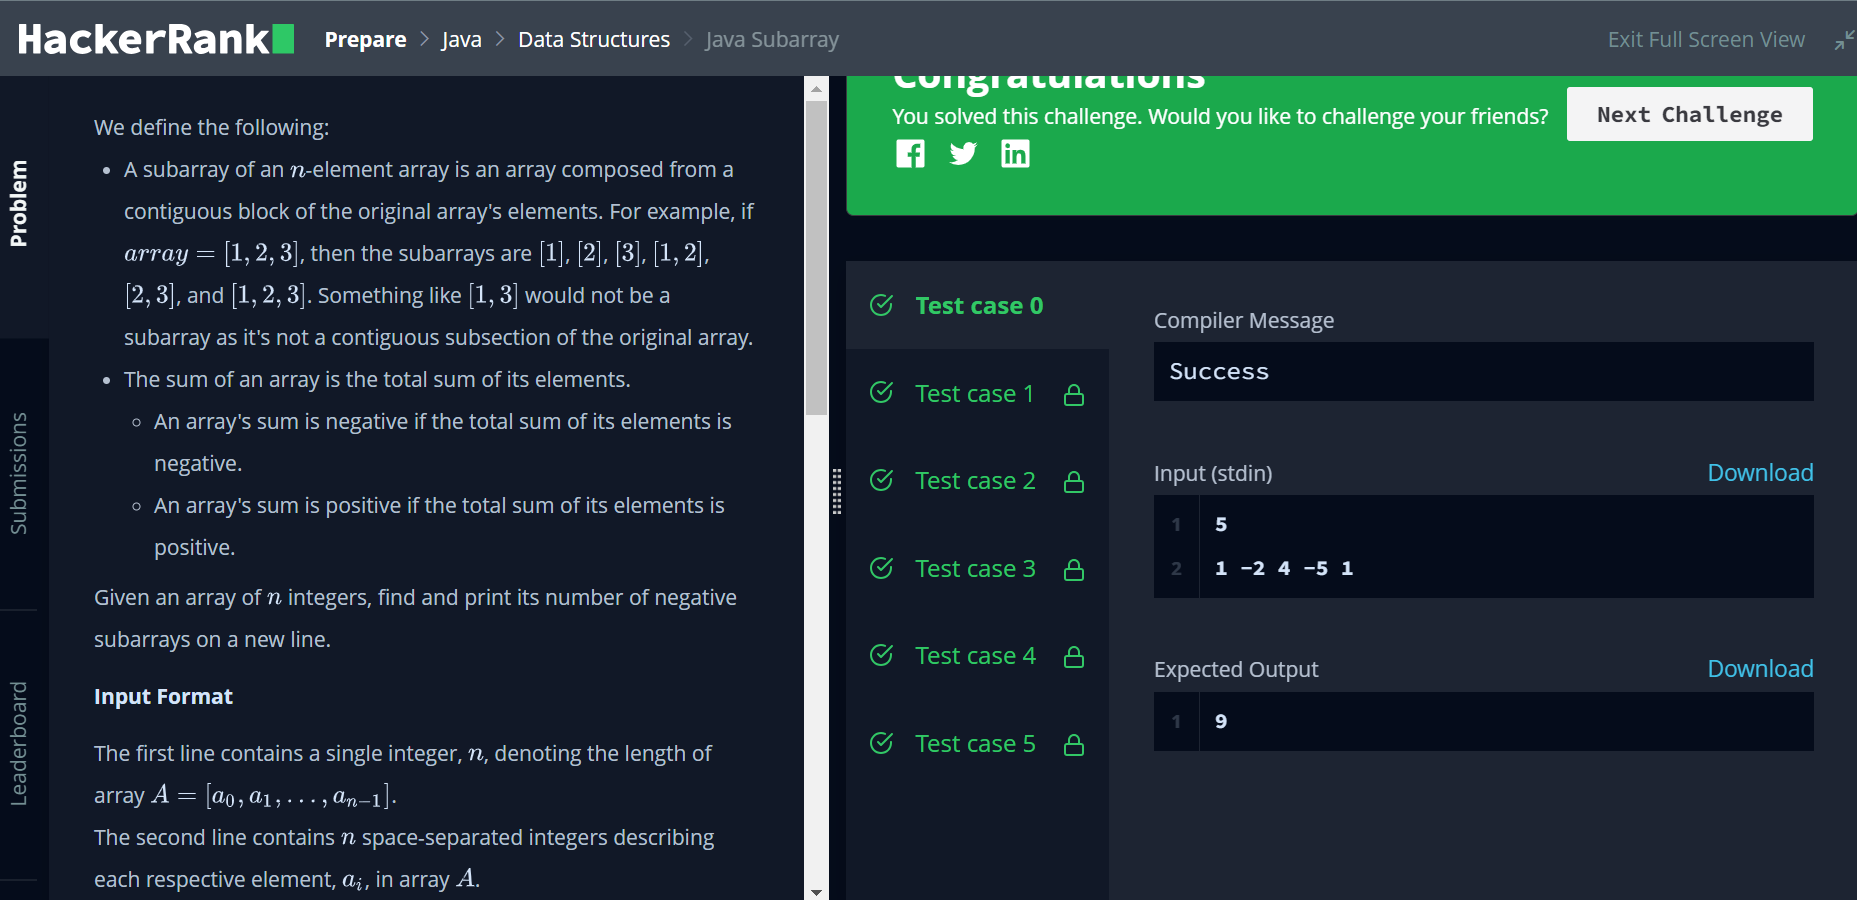 HackerRank
Prepare > Java > Data Structures > Java Subarray
Exit Full Screen View
Problem
Submissions
Leaderboard
We define the following:
• A subarray of an n-element array is an array composed from a
contiguous block of the original array's elements. For example, if
array = [1, 2, 3], then the subarrays are [1], [2], [3], [1, 2],
[2, 3], and [1, 2, 3]. Something like [1, 3] would not be a
subarray as it's not a contiguous subsection of the original array.
• The sum of an array is the total sum of its elements.
◦ An array's sum is negative if the total sum of its elements is
negative.
◦ An array's sum is positive if the total sum of its elements is
positive.
Given an array of n integers, find and print its number of negative
subarrays on a new line.
Input Format
The first line contains a single integer, n, denoting the length of
array A = [a₀, a₁, . . . , aₙ₋₁].
The second line contains n space-separated integers describing
each respective element, aᵢ, in array A.
Congratulations
You solved this challenge. Would you like to challenge your friends?
Next Challenge
Test case 0
Test case 1
Test case 2
Test case 3
Test case 4
Test case 5
Compiler Message
Success
Input (stdin)
Download
1 5
2 1 -2 4 -5 1
Expected Output
Download
1 9